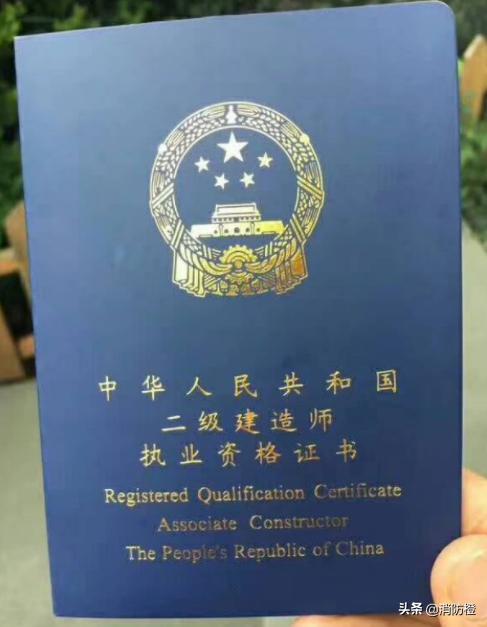 中华人民共和国
二级建造师
执业资格证书
Registered Qualification Certificate
Associate Constructor
The People's Republic of China
头条 @消防橙